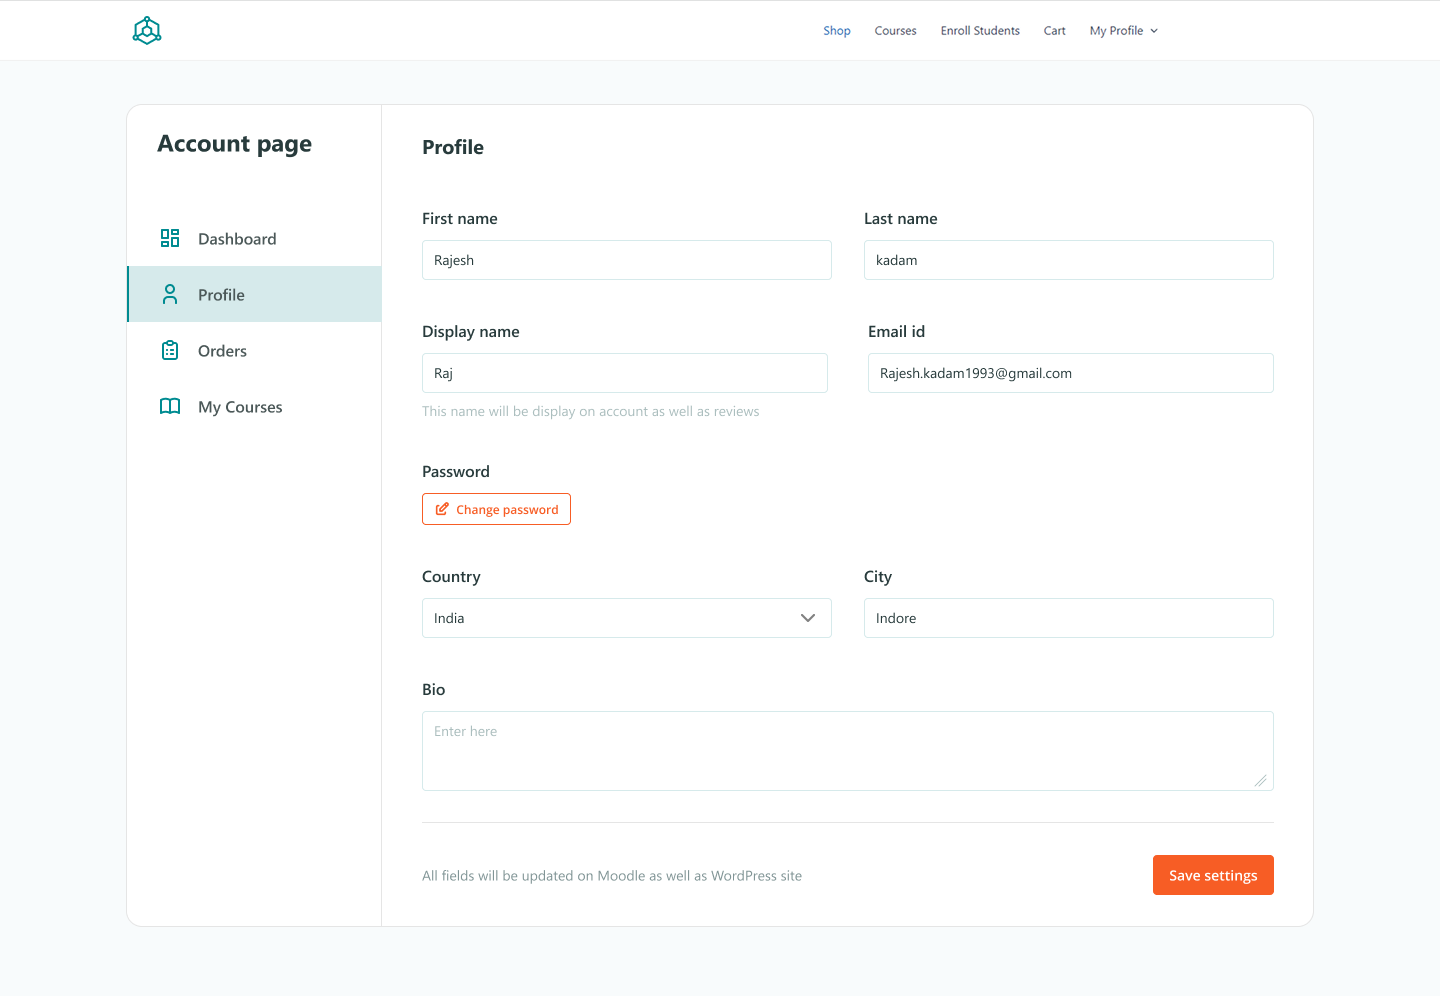 Shop Courses Enroll Students Cart My Profile
Account page
Dashboard
Profile
Orders
My Courses
Profile
First name Last name
Rajesh kadam
Display name Email id
Raj Rajesh.kadam1993@gmail.com
This name will be display on account as well as reviews
Password
Change password
Country City
India Indore
Bio
Enter here
All fields will be updated on Moodle as well as WordPress site Save settings